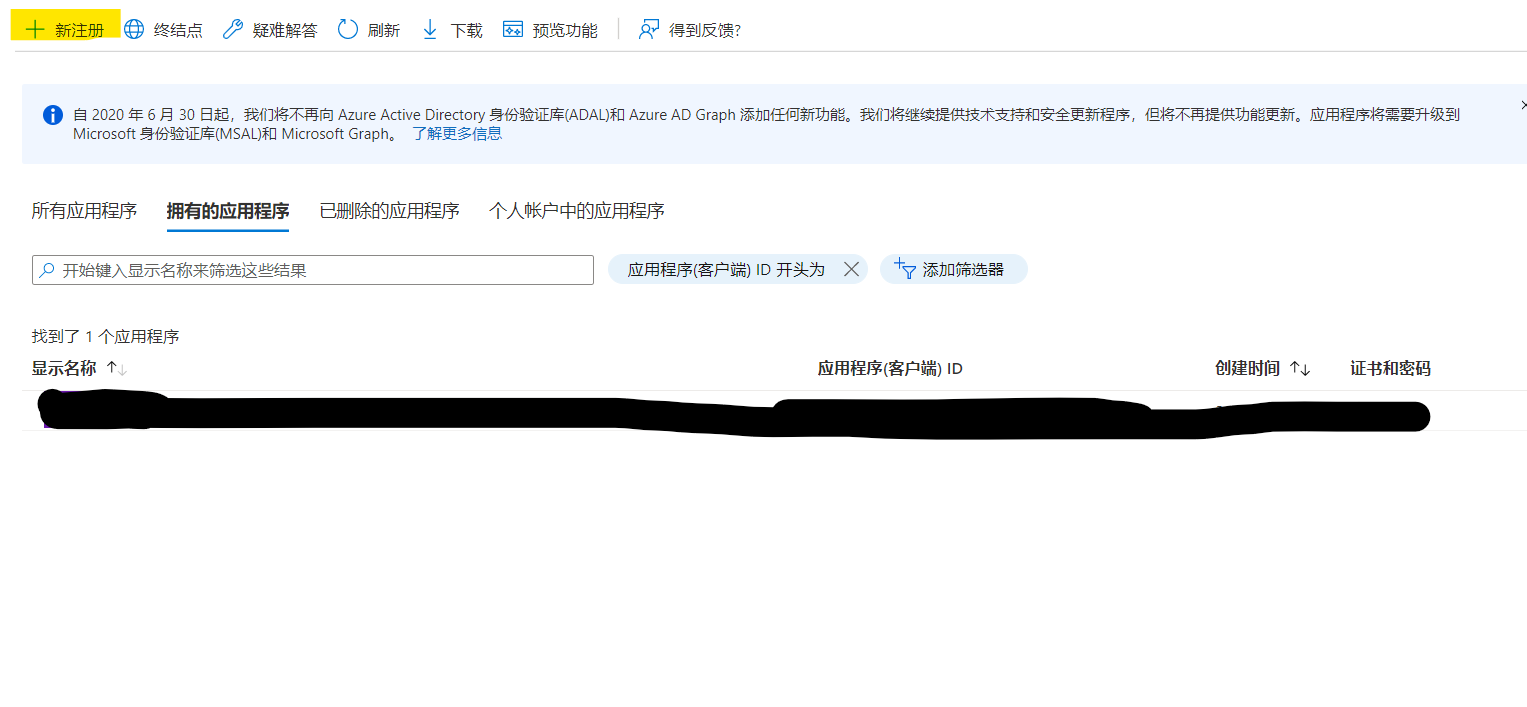 新注册 终结点 疑难解答 刷新 下载 预览功能 得到反馈?
自 2020 年 6 月 30 日起，我们将不再向 Azure Active Directory 身份验证库(ADAL)和 Azure AD Graph 添加任何新功能。我们将继续提供技术支持和安全更新程序，但将不再提供功能更新。应用程序将需要升级到
Microsoft 身份验证库(MSAL)和 Microsoft Graph。 了解更多信息
所有应用程序 拥有的应用程序 已删除的应用程序 个人帐户中的应用程序
开始键入显示名称来筛选这些结果 应用程序(客户端) ID 开头为 添加筛选器
找到了 1 个应用程序
显示名称 应用程序(客户端) ID 创建时间 证书和密码